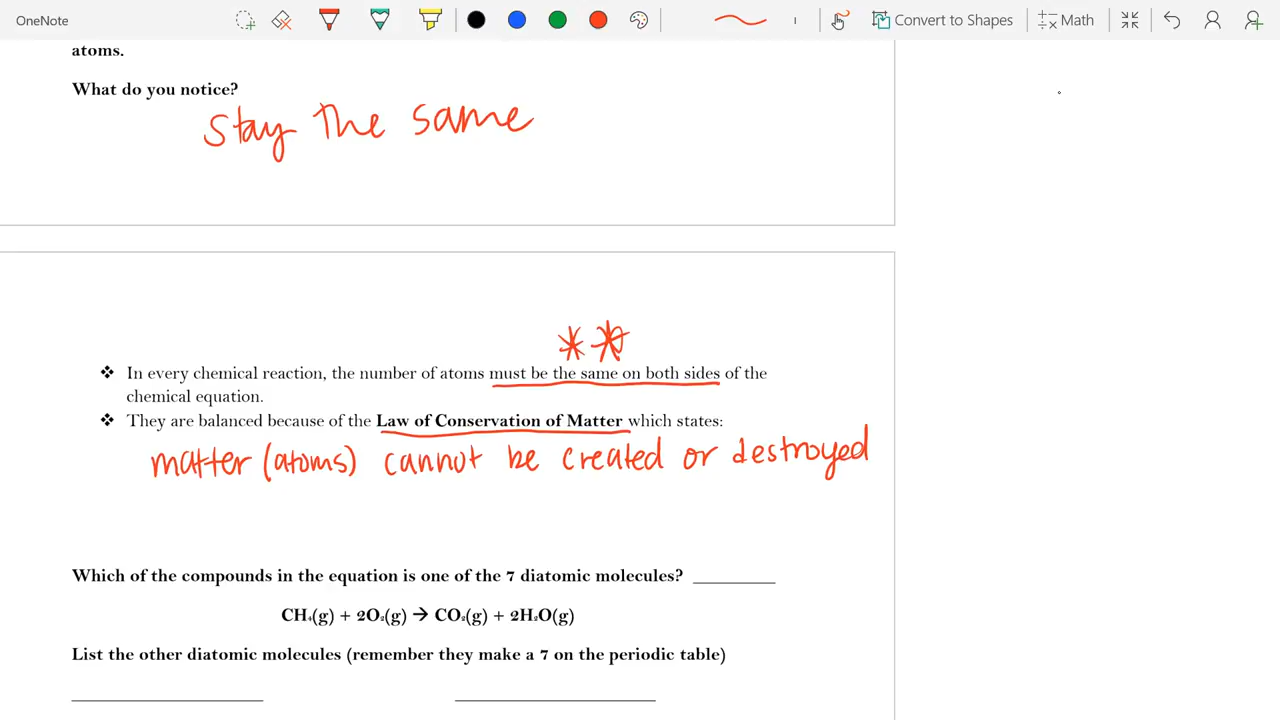 OneNote
Convert to Shapes
Math
atoms.
What do you notice?
stay the same
❖ In every chemical reaction, the number of atoms must be the same on both sides of the
chemical equation.
❖ They are balanced because of the Law of Conservation of Matter which states:
matter (atoms) cannot be created or destroyed
Which of the compounds in the equation is one of the 7 diatomic molecules? ________
CH₄(g) + 2O₂(g) → CO₂(g) + 2H₂O(g)
List the other diatomic molecules (remember they make a 7 on the periodic table)